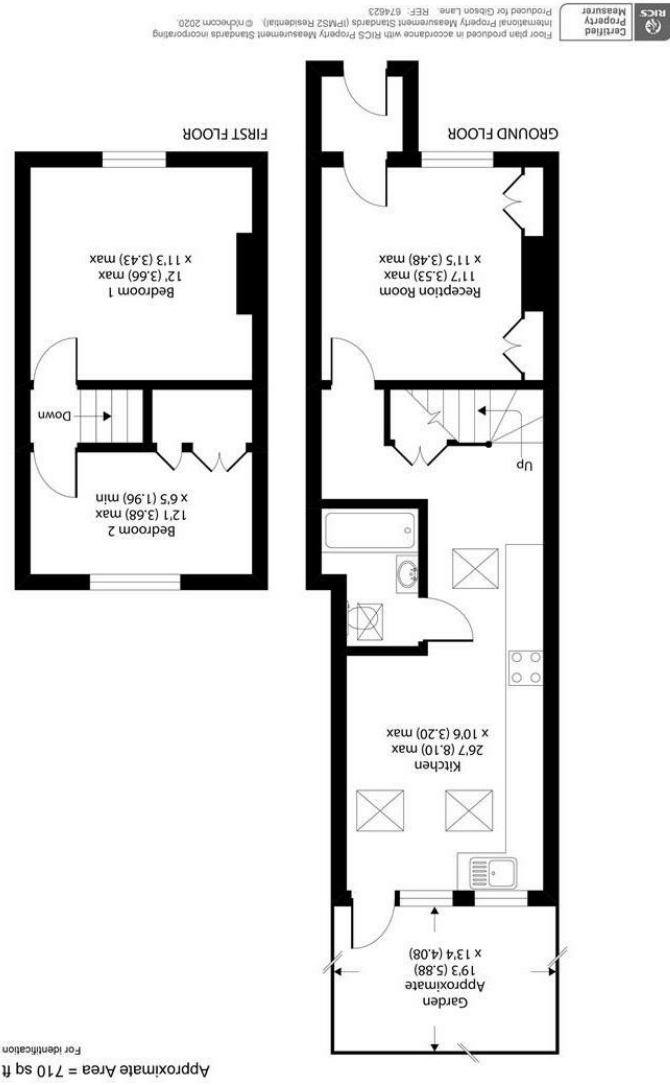 Approximate Area = 710 sq ft
For identification
Garden
Approximate
19'3 (5.88)
x 13'4 (4.08)
Kitchen
26'7 (8.10) max
x 10'6 (3.20) max
Up
Bedroom 2
12'1 (3.68) max
x 6'5 (1.96) min
Down
Reception Room
11'7 (3.53) max
x 11'5 (3.48) max
Bedroom 1
12' (3.66) max
x 11'3 (3.43) max
GROUND FLOOR
FIRST FLOOR
RICS
Certified
Property
Measurer
Floor plan produced in accordance with RICS Property Measurement Standards incorporating
International Property Measurement Standards (IPMS2 Residential). © nichecom 2020.
Produced for Gibson Lane. REF: 674623